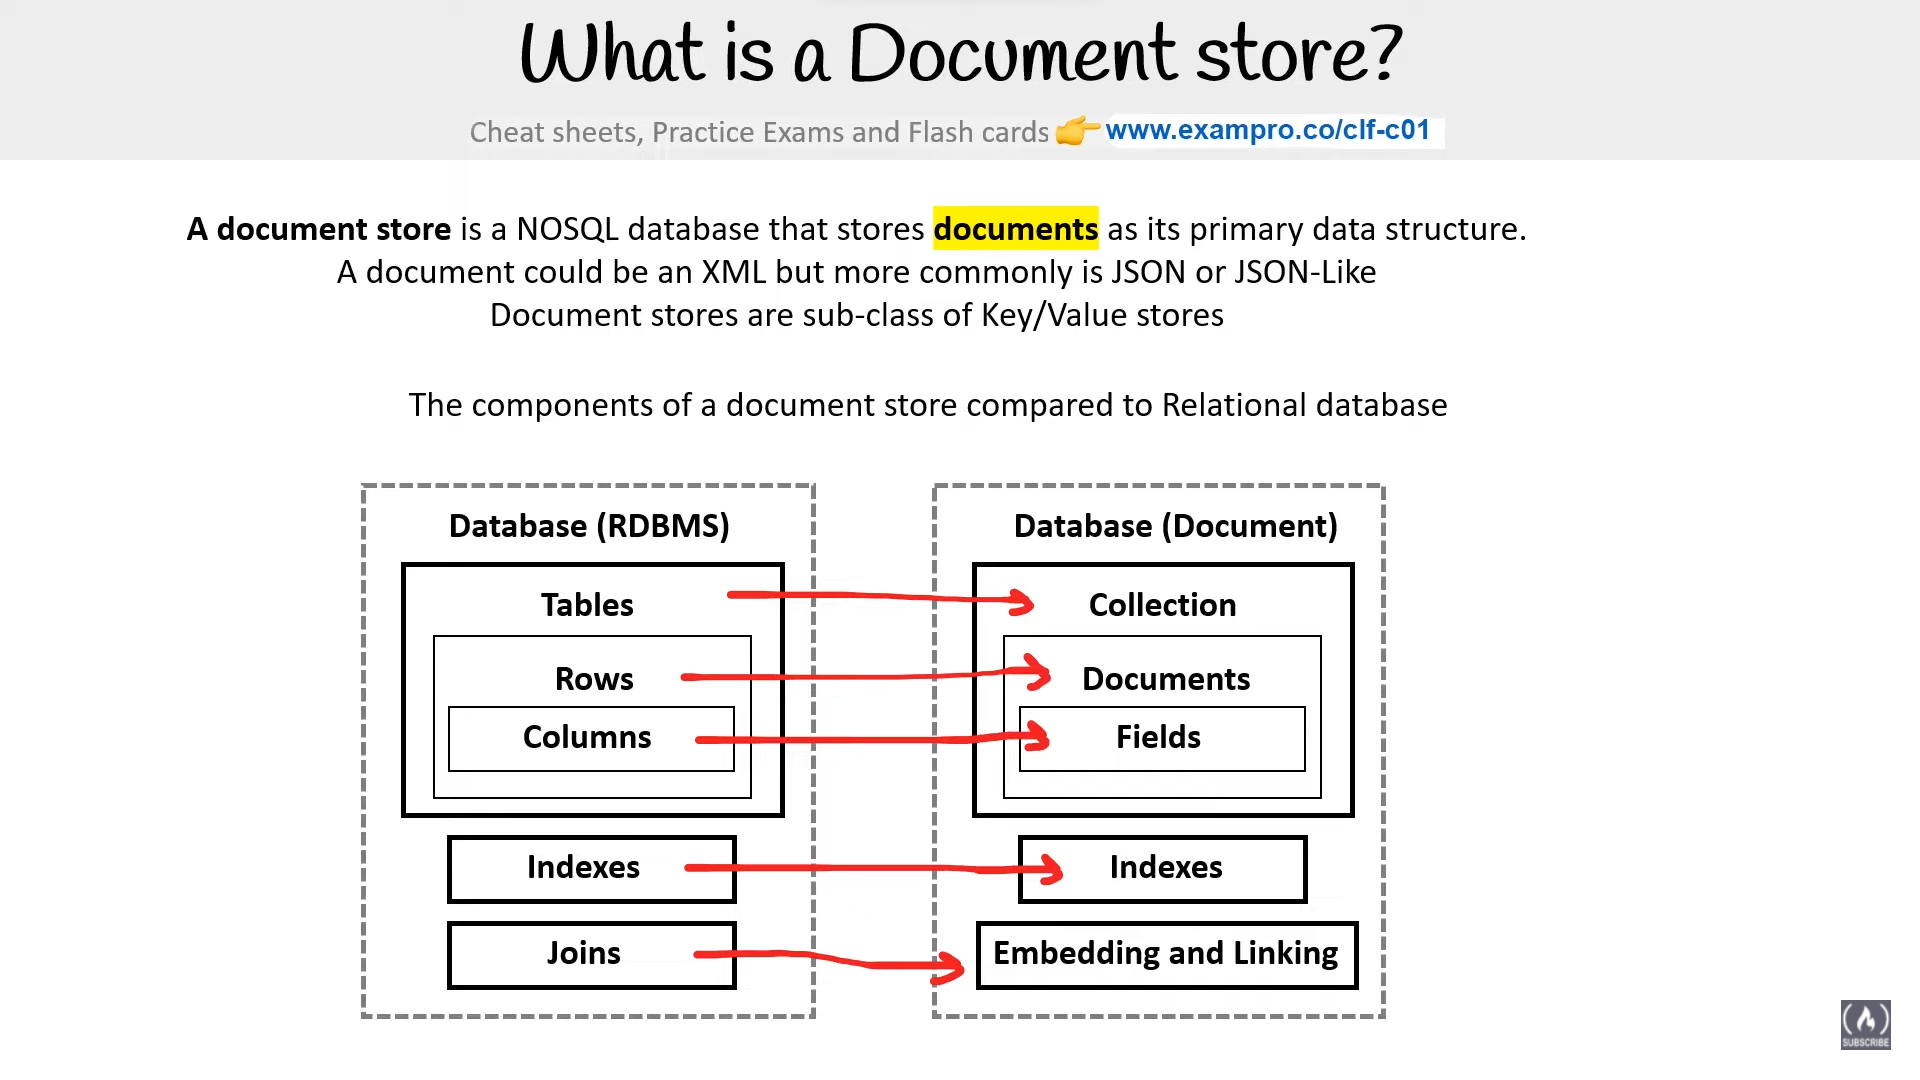 What is a Document store?
Cheat sheets, Practice Exams and Flash cards 👉 www.exampro.co/clf-c01
A document store is a NOSQL database that stores documents as its primary data structure.
A document could be an XML but more commonly is JSON or JSON-Like
Document stores are sub-class of Key/Value stores
The components of a document store compared to Relational database
Database (RDBMS)
Tables
Rows
Columns
Indexes
Joins
Database (Document)
Collection
Documents
Fields
Indexes
Embedding and Linking
SUBSCRIBE